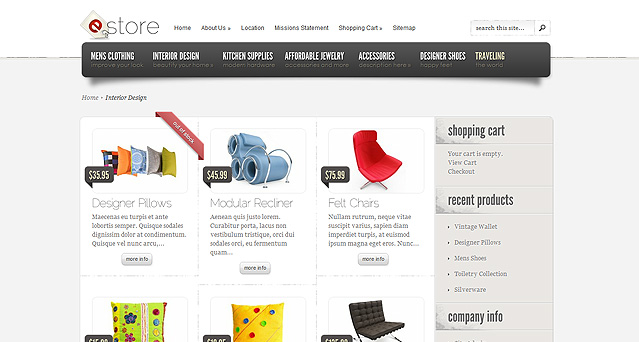 estore
Home About Us » Location Missions Statement Shopping Cart » Sitemap
search this site...
MENS CLOTHING INTERIOR DESIGN KITCHEN SUPPLIES AFFORDABLE JEWELRY ACCESSORIES DESIGNER SHOES TRAVELING
improve your look beautify your home » modern hardware accessories and more description here » happy feet the world
Home • Interior Design
out of stock
$35.95
Designer Pillows
Maecenas eu turpis et ante
lobortis semper. Quisque sodales
dignissim dolor at condimentum.
Quisque vel nunc arcu,...
more info
$45.99
Modular Recliner
Aenean quis justo lorem.
Curabitur porta, lacus non
vestibulum tristique, orci dui
sodales orci, eu fermentum
quam...
more info
$75.99
Felt Chairs
Nullam rutrum, neque vitae
suscipit varius, sapien diam
imperdiet turpis, at euismod
ipsum magna eget eros. Nunc...
more info
shopping cart
Your cart is empty.
View Cart
Checkout
recent products
Vintage Wallet
Designer Pillows
Mens Shoes
Toiletry Collection
Silverware
company info